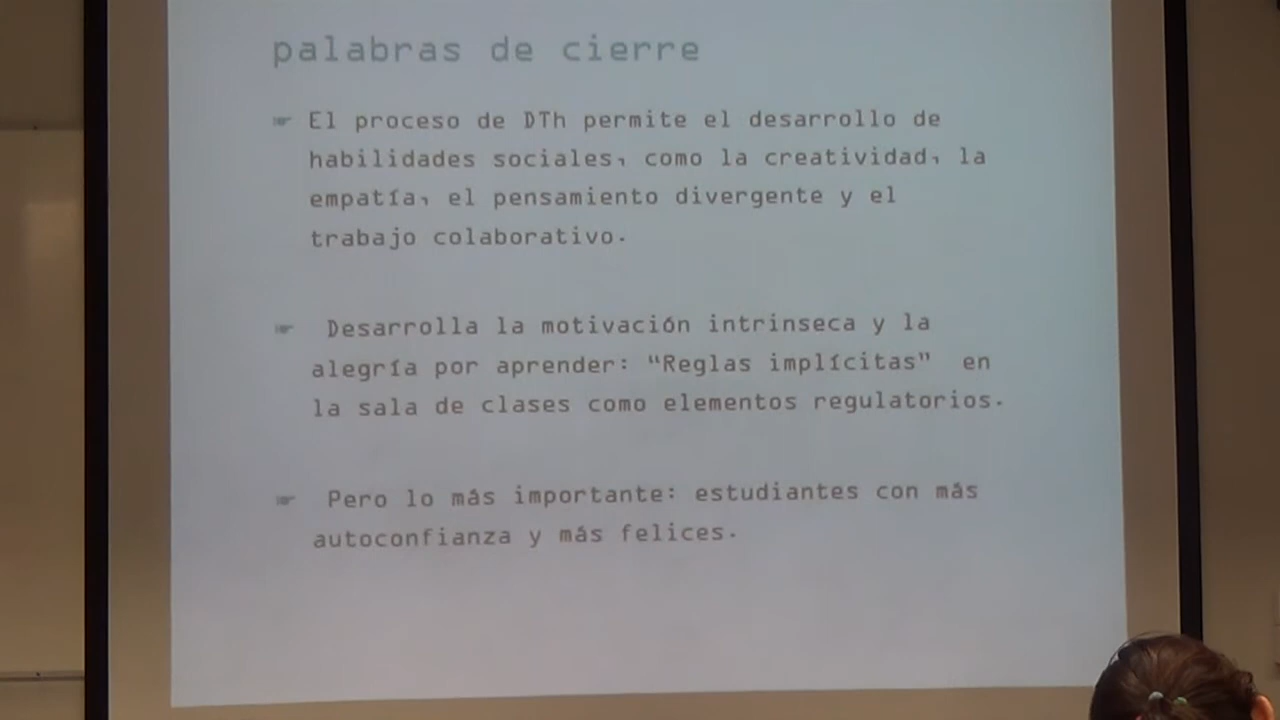 palabras de cierre
☞ El proceso de DTh permite el desarrollo de
habilidades sociales, como la creatividad, la
empatía, el pensamiento divergente y el
trabajo colaborativo.
☞ Desarrolla la motivación intrinseca y la
alegría por aprender: “Reglas implícitas” en
la sala de clases como elementos regulatorios.
☞ Pero lo más importante: estudiantes con más
autoconfianza y más felices.